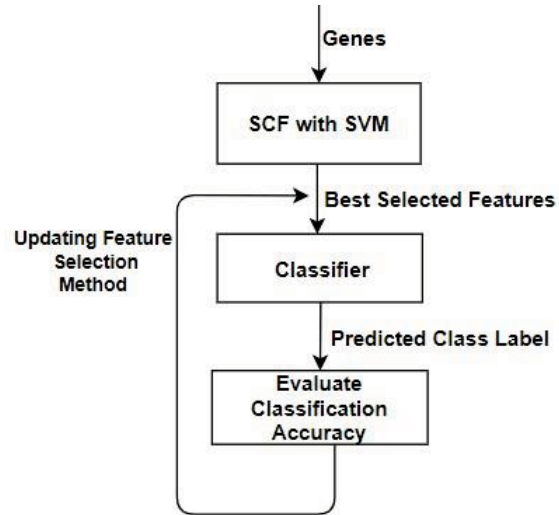 Genes
SCF with SVM
Best Selected Features
Updating Feature
Selection
Method
Classifier
Predicted Class Label
Evaluate
Classification
Accuracy